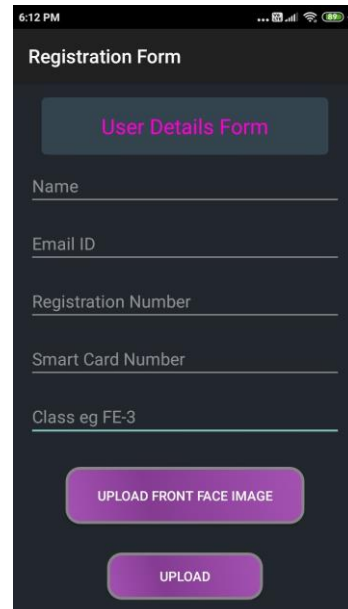 6:12 PM ... 89
Registration Form
User Details Form
Name
Email ID
Registration Number
Smart Card Number
Class eg FE-3
UPLOAD FRONT FACE IMAGE
UPLOAD